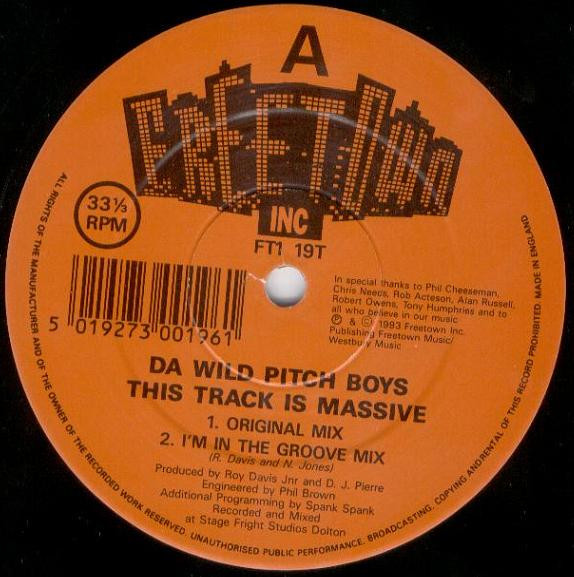 A
FREETOWN
INC
FT1 19T
33⅓
RPM
5 019273 001961
In special thanks to Phil Cheeseman,
Chris Needs, Rob Acteson, Alan Russell,
Robert Owens, Tony Humphries and to
all who believe in our music
℗ & © 1993 Freetown Inc.
Publishing Freetown Music/
Westbury Music
DA WILD PITCH BOYS
THIS TRACK IS MASSIVE
1. ORIGINAL MIX
2. I'M IN THE GROOVE MIX
(R. Davis and N. Jones)
Produced by Roy Davis Jnr and D. J. Pierre
Engineered by Phil Brown
Additional Programming by Spank Spank
Recorded and Mixed
at Stage Fright Studios Dolton
ALL RIGHTS OF THE MANUFACTURER AND OF THE OWNER OF THE RECORDED WORK RESERVED. UNAUTHORISED PUBLIC PERFORMANCE, BROADCASTING, COPYING AND RENTAL OF THIS RECORD PROHIBITED. MADE IN ENGLAND